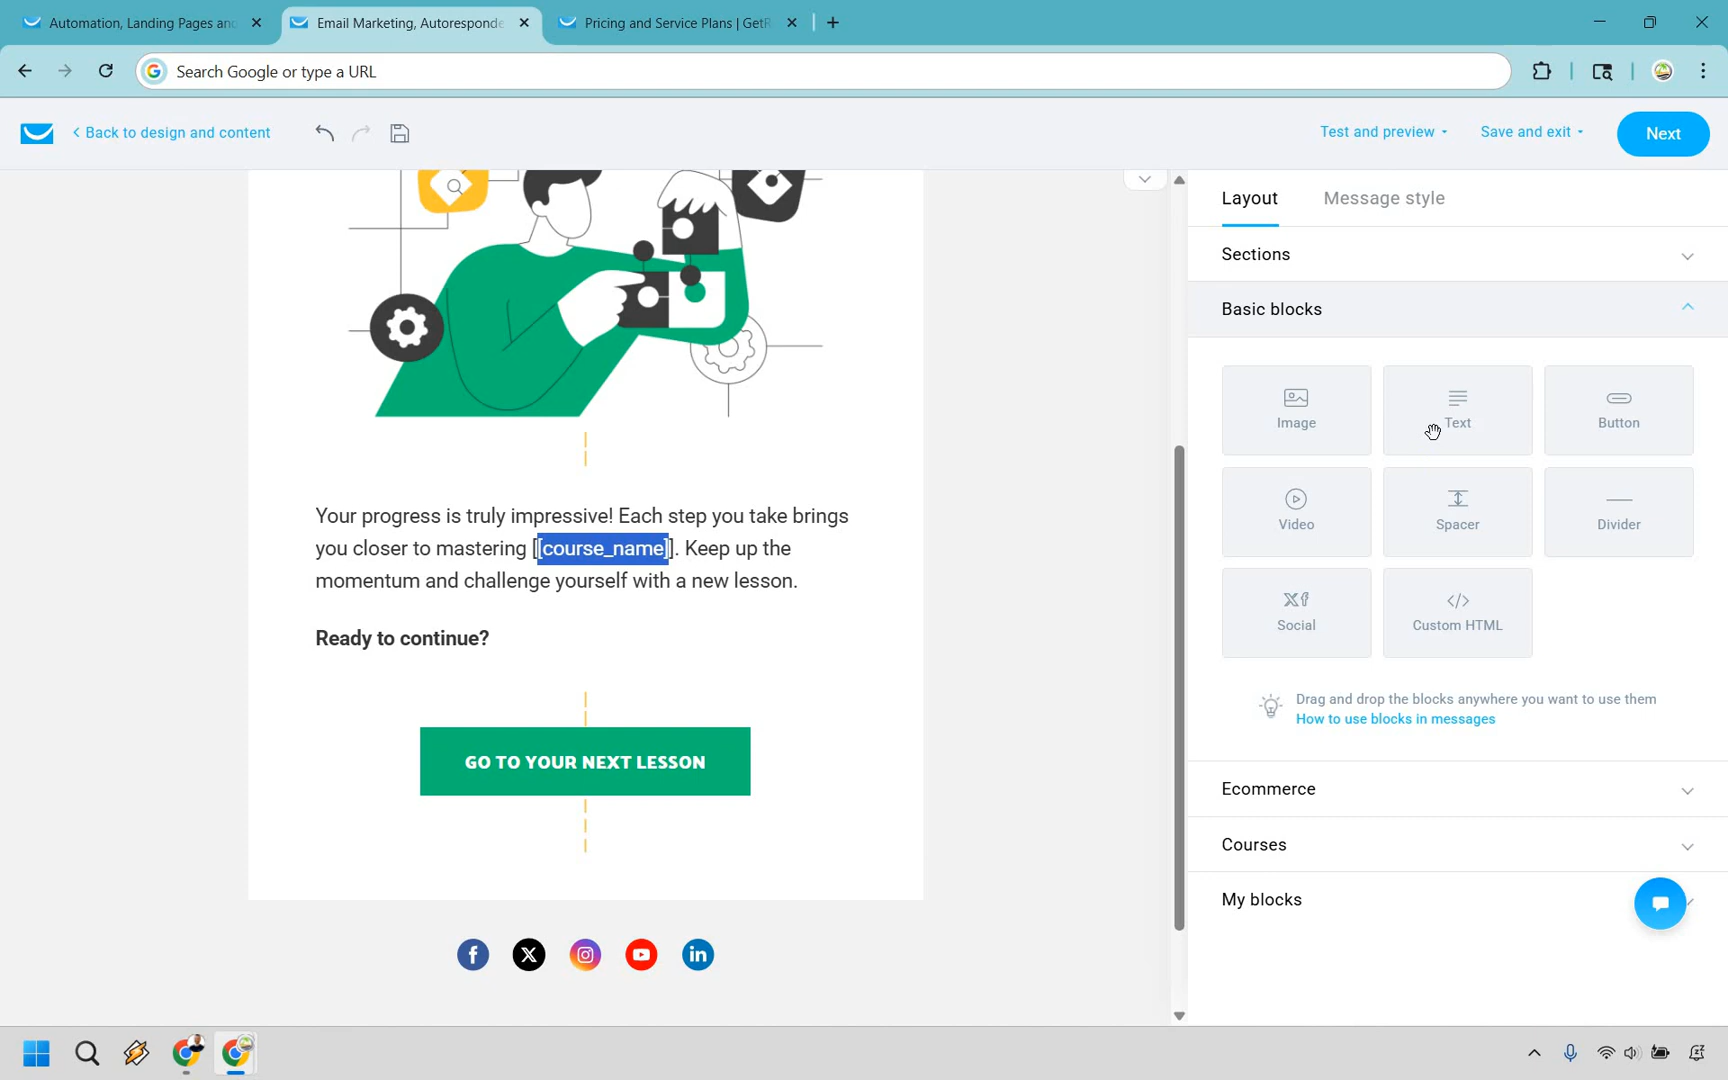 Automation, Landing Pages an
Email Marketing, Autoresponde
Pricing and Service Plans | GetR
Search Google or type a URL
< Back to design and content
Test and preview
Save and exit
Next
Layout
Message style
Sections
Basic blocks
Image
Text
Button
Video
Spacer
Divider
Social
Custom HTML
Drag and drop the blocks anywhere you want to use them
How to use blocks in messages
Ecommerce
Courses
My blocks
Your progress is truly impressive! Each step you take brings
you closer to mastering [[course_name]]. Keep up the
momentum and challenge yourself with a new lesson.
Ready to continue?
GO TO YOUR NEXT LESSON